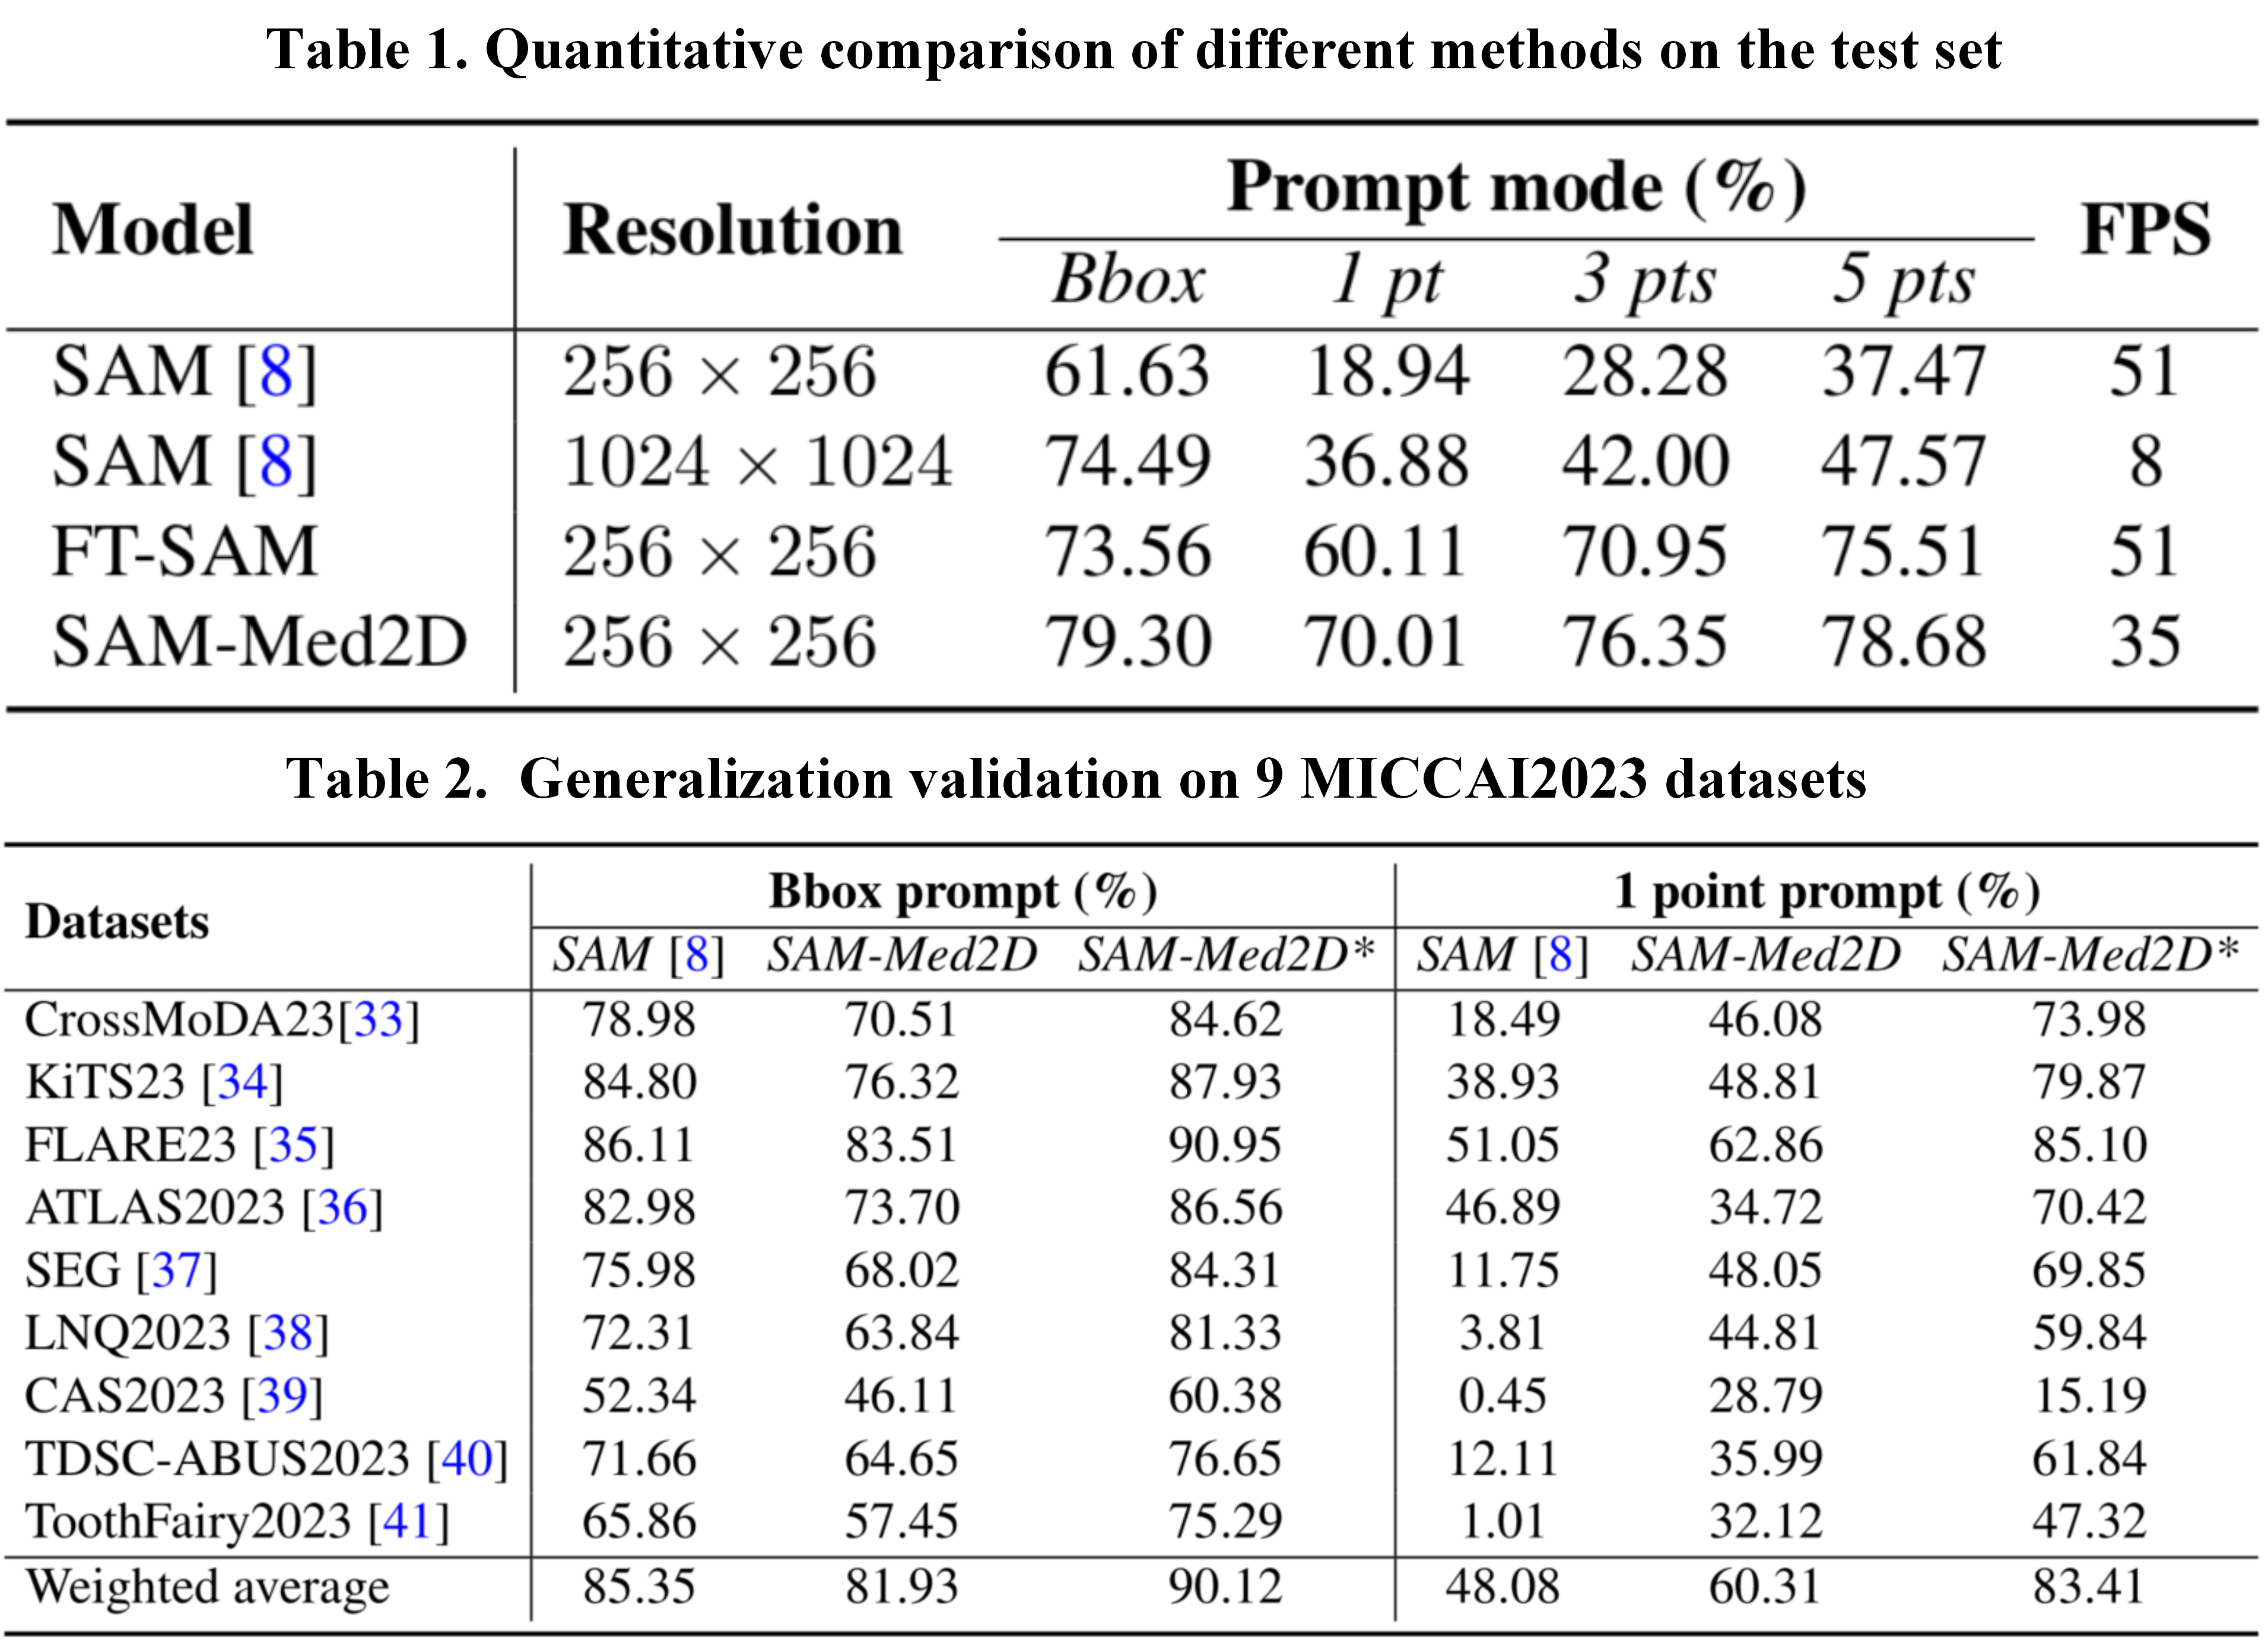 Table 1. Quantitative comparison of different methods on the test set
Model Resolution Prompt mode (%) FPS
Bbox 1 pt 3 pts 5 pts
SAM [8] 256 × 256 61.63 18.94 28.28 37.47 51
SAM [8] 1024 × 1024 74.49 36.88 42.00 47.57 8
FT-SAM 256 × 256 73.56 60.11 70.95 75.51 51
SAM-Med2D 256 × 256 79.30 70.01 76.35 78.68 35
Table 2. Generalization validation on 9 MICCAI2023 datasets
Datasets Bbox prompt (%) 1 point prompt (%)
SAM [8] SAM-Med2D SAM-Med2D* SAM [8] SAM-Med2D SAM-Med2D*
CrossMoDA23[33] 78.98 70.51 84.62 18.49 46.08 73.98
KiTS23 [34] 84.80 76.32 87.93 38.93 48.81 79.87
FLARE23 [35] 86.11 83.51 90.95 51.05 62.86 85.10
ATLAS2023 [36] 82.98 73.70 86.56 46.89 34.72 70.42
SEG [37] 75.98 68.02 84.31 11.75 48.05 69.85
LNQ2023 [38] 72.31 63.84 81.33 3.81 44.81 59.84
CAS2023 [39] 52.34 46.11 60.38 0.45 28.79 15.19
TDSC-ABUS2023 [40] 71.66 64.65 76.65 12.11 35.99 61.84
ToothFairy2023 [41] 65.86 57.45 75.29 1.01 32.12 47.32
Weighted average 85.35 81.93 90.12 48.08 60.31 83.41